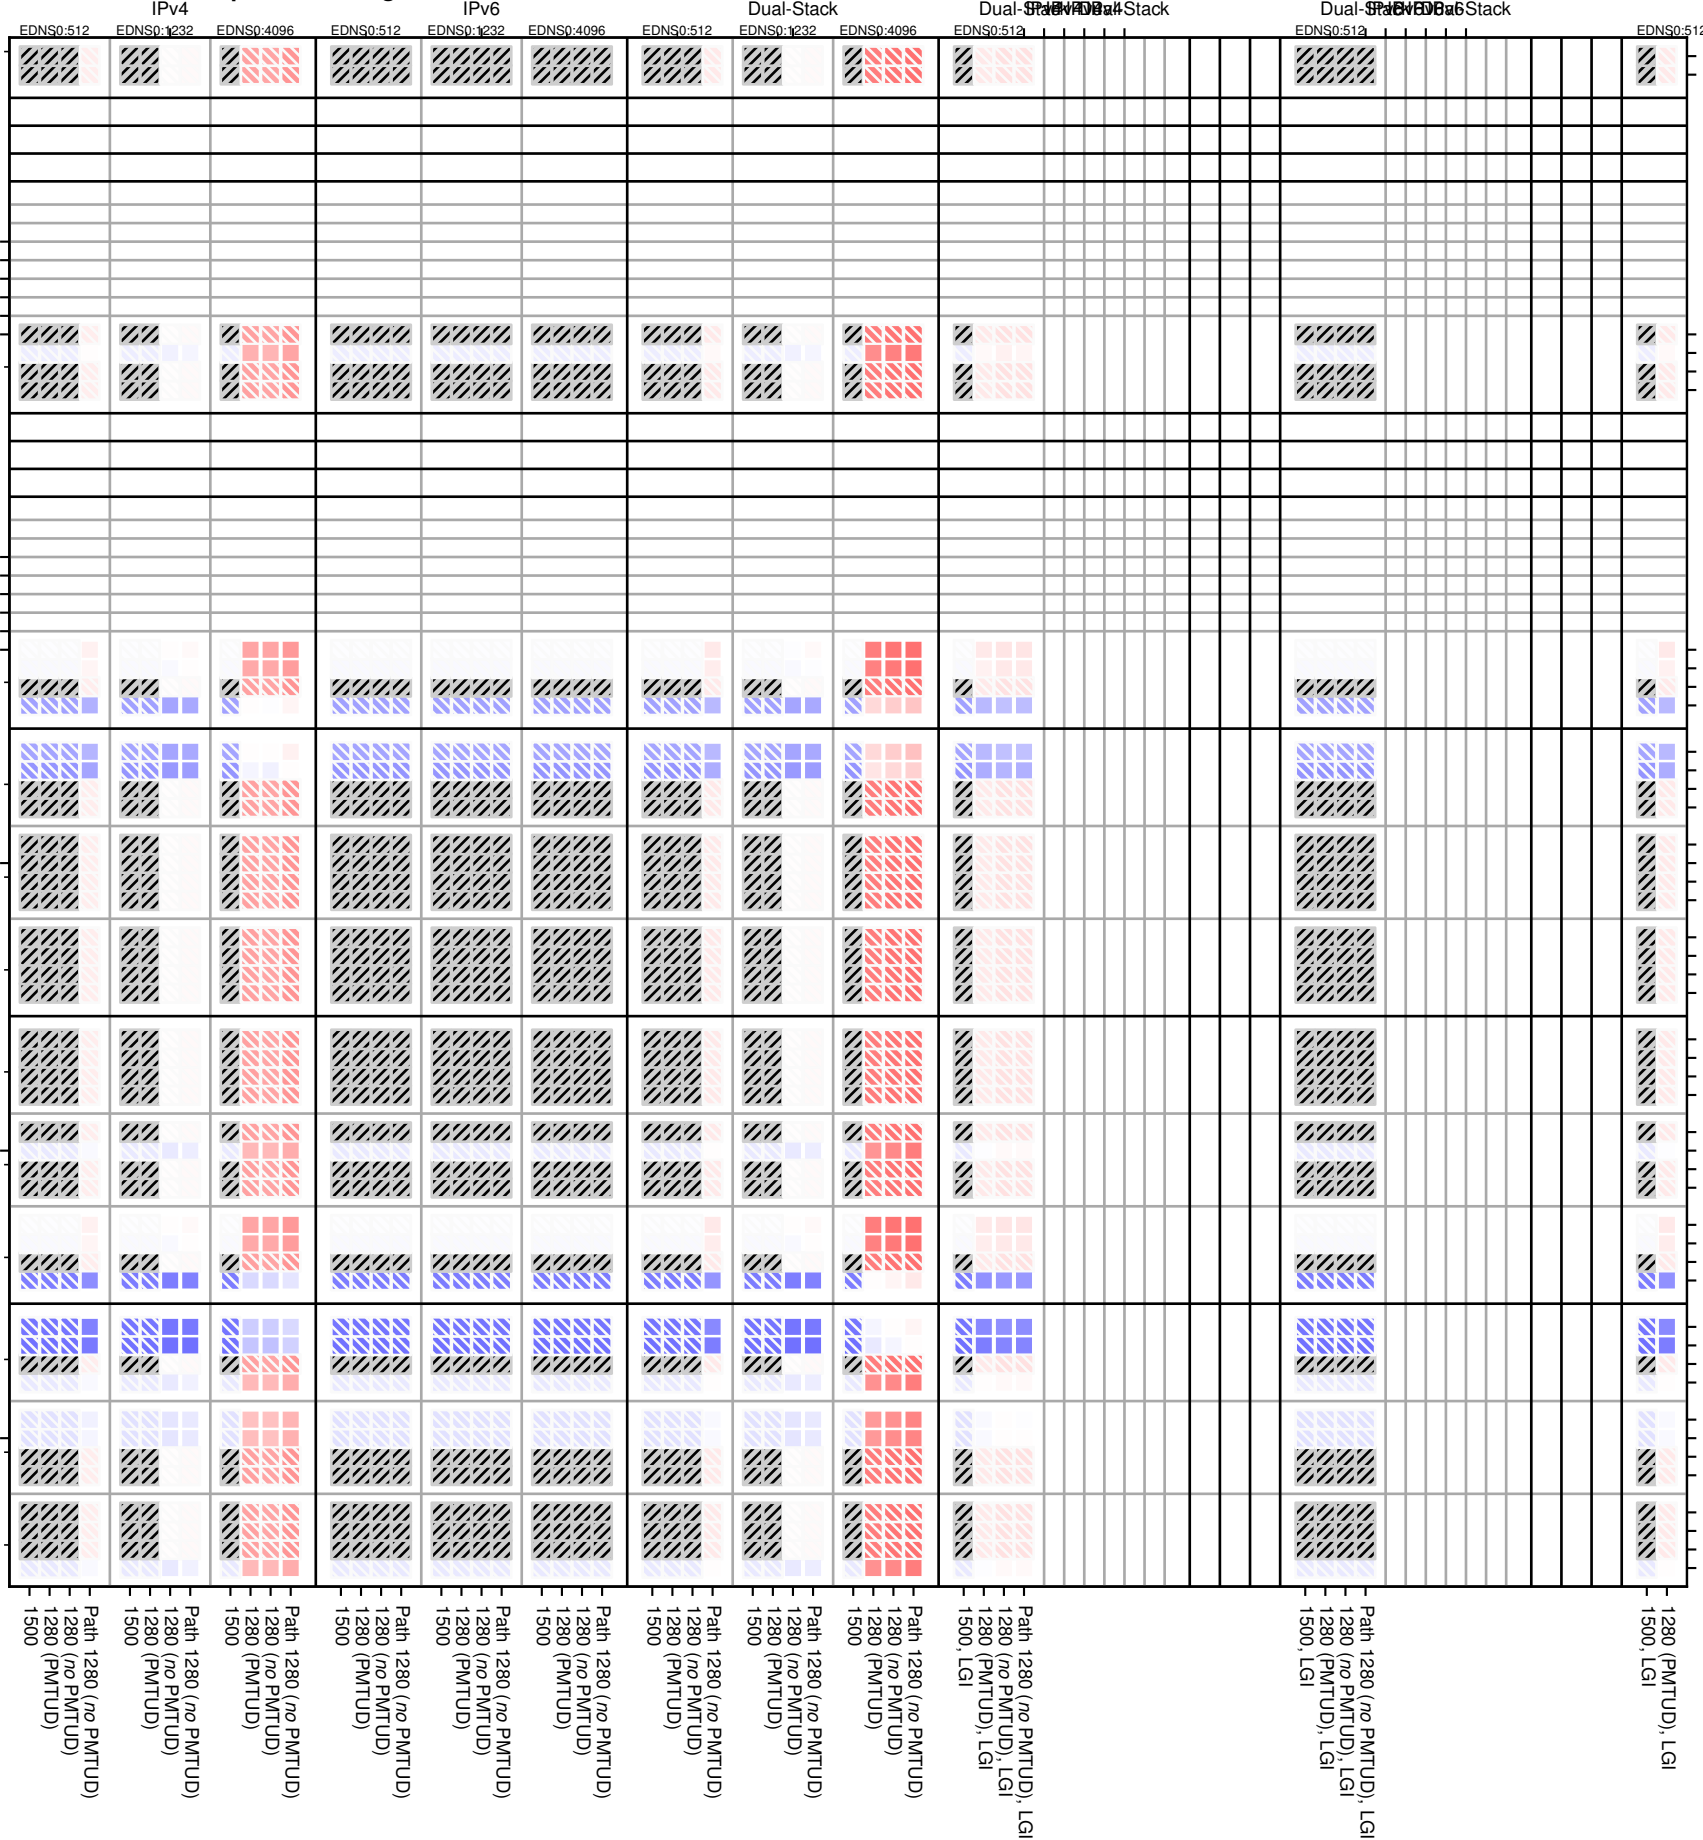 IPv4 IPv6 Dual-Stack
EDNS0:512 EDNS0:1232 EDNS0:4096 EDNS0:512 EDNS0:1232 EDNS0:4096 EDNS0:512 EDNS0:1232 EDNS0:4096 EDNS0:512 EDNS0:512 EDNS0:512
1500
1280 (PMTUD)
1280 (no PMTUD)
Path 1280 (no PMTUD)
1500
1280 (PMTUD)
1280 (no PMTUD)
Path 1280 (no PMTUD)
1500
1280 (PMTUD)
1280 (no PMTUD)
Path 1280 (no PMTUD)
1500
1280 (PMTUD)
1280 (no PMTUD)
Path 1280 (no PMTUD)
1500
1280 (PMTUD)
1280 (no PMTUD)
Path 1280 (no PMTUD)
1500
1280 (PMTUD)
1280 (no PMTUD)
Path 1280 (no PMTUD)
1500
1280 (PMTUD)
1280 (no PMTUD)
Path 1280 (no PMTUD)
1500
1280 (PMTUD)
1280 (no PMTUD)
Path 1280 (no PMTUD)
1500
1280 (PMTUD)
1280 (no PMTUD)
Path 1280 (no PMTUD)
1500, LGI
1280 (PMTUD), LGI
1280 (no PMTUD), LGI
Path 1280 (no PMTUD), LGI
1500, LGI
1280 (PMTUD), LGI
1280 (no PMTUD), LGI
Path 1280 (no PMTUD), LGI
1500, LGI
1280 (PMTUD), LGI